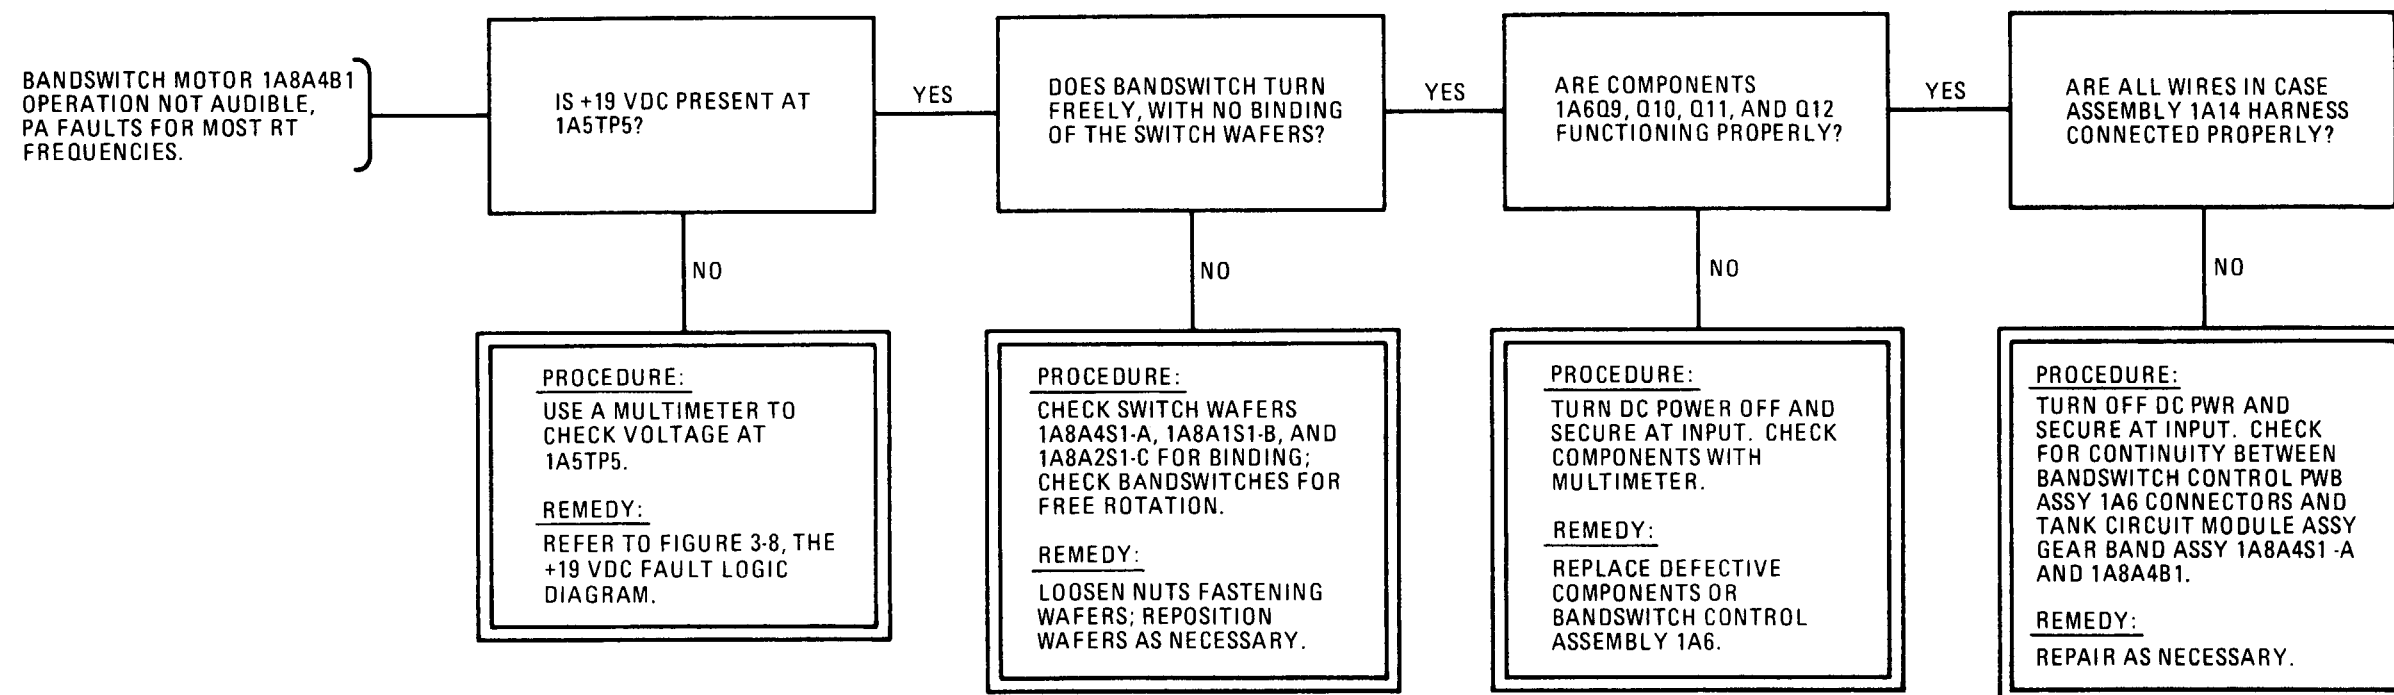 BANDSWITCH MOTOR 1A8A4B1
OPERATION NOT AUDIBLE,
PA FAULTS FOR MOST RT
FREQUENCIES.
IS +19 VDC PRESENT AT
1A5TP5?
YES
DOES BANDSWITCH TURN
FREELY, WITH NO BINDING
OF THE SWITCH WAFERS?
YES
ARE COMPONENTS
1A6Q9, Q10, Q11, AND Q12
FUNCTIONING PROPERLY?
YES
ARE ALL WIRES IN CASE
ASSEMBLY 1A14 HARNESS
CONNECTED PROPERLY?
NO
NO
NO
NO
PROCEDURE:
USE A MULTIMETER TO
CHECK VOLTAGE AT
1A5TP5.
REMEDY:
REFER TO FIGURE 3-8, THE
+19 VDC FAULT LOGIC
DIAGRAM.
PROCEDURE:
CHECK SWITCH WAFERS
1A8A4S1-A, 1A8A1S1-B, AND
1A8A2S1-C FOR BINDING;
CHECK BANDSWITCHES FOR
FREE ROTATION.
REMEDY:
LOOSEN NUTS FASTENING
WAFERS; REPOSITION
WAFERS AS NECESSARY.
PROCEDURE:
TURN DC POWER OFF AND
SECURE AT INPUT. CHECK
COMPONENTS WITH
MULTIMETER.
REMEDY:
REPLACE DEFECTIVE
COMPONENTS OR
BANDSWITCH CONTROL
ASSEMBLY 1A6.
PROCEDURE:
TURN OFF DC PWR AND
SECURE AT INPUT. CHECK
FOR CONTINUITY BETWEEN
BANDSWITCH CONTROL PWB
ASSY 1A6 CONNECTORS AND
TANK CIRCUIT MODULE ASSY
GEAR BAND ASSY 1A8A4S1 -A
AND 1A8A4B1.
REMEDY:
REPAIR AS NECESSARY.